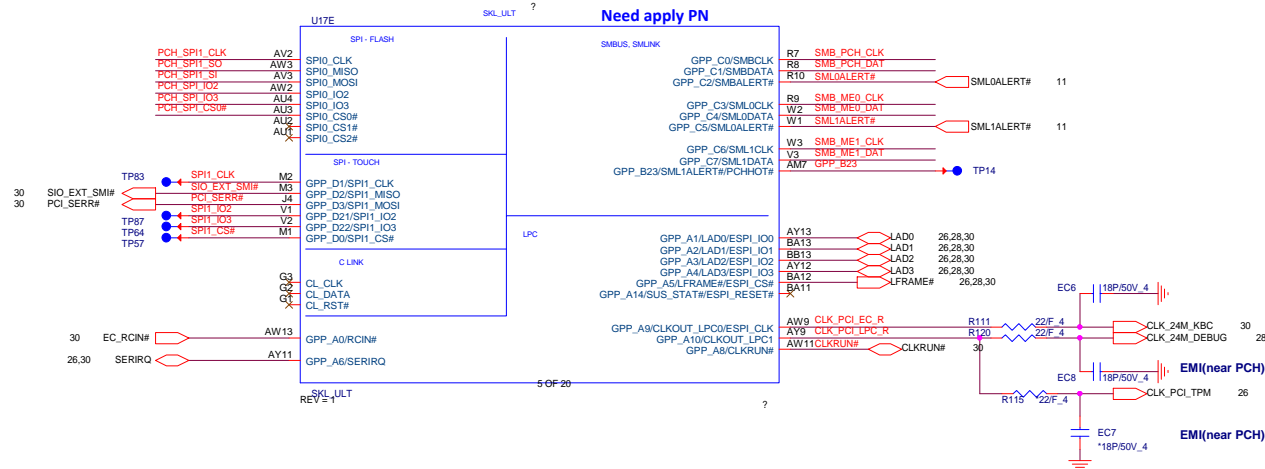 ?
SKL_ULT
Need apply PN
U17E
SPI - FLASH
SMBUS, SMLINK
PCH_SPI1_CLK AV2 SPI0_CLK
PCH_SPI1_SO AW3 SPI0_MISO
PCH_SPI1_SI AV3 SPI0_MOSI
PCH_SPI_IO2 AW2 SPI0_IO2
PCH_SPI_IO3 AU4 SPI0_IO3
PCH_SPI_CS0# AU3 SPI0_CS0#
AU2 SPI0_CS1#
AU1 SPI0_CS2#
GPP_C0/SMBCLK R7 SMB_PCH_CLK
GPP_C1/SMBDATA R8 SMB_PCH_DAT
GPP_C2/SMBALERT# R10 SML0ALERT# SML0ALERT# 11
GPP_C3/SML0CLK R9 SMB_ME0_CLK
GPP_C4/SML0DATA W2 SMB_ME0_DAT
GPP_C5/SML0ALERT# W1 SML1ALERT# SML1ALERT# 11
GPP_C6/SML1CLK W3 SMB_ME1_CLK
GPP_C7/SML1DATA V3 SMB_ME1_DAT
GPP_B23/SML1ALERT#/PCHHOT# AM7 GPP_B23 TP14
SPI - TOUCH
TP83 SPI1_CLK M2 GPP_D1/SPI1_CLK
30 SIO_EXT_SMI# SIO_EXT_SMI# M3 GPP_D2/SPI1_MISO
30 PCI_SERR# PCI_SERR# J4 GPP_D3/SPI1_MOSI
TP87 SPI1_IO2 V1 GPP_D21/SPI1_IO2
TP64 SPI1_IO3 V2 GPP_D22/SPI1_IO3
TP57 SPI1_CS# M1 GPP_D0/SPI1_CS#
LPC
GPP_A1/LAD0/ESPI_IO0 AY13 LAD0 26,28,30
GPP_A2/LAD1/ESPI_IO1 BA13 LAD1 26,28,30
GPP_A3/LAD2/ESPI_IO2 BB13 LAD2 26,28,30
GPP_A4/LAD3/ESPI_IO3 AY12 LAD3 26,28,30
GPP_A5/LFRAME#/ESPI_CS# BA12 LFRAME# 26,28,30
GPP_A14/SUS_STAT#/ESPI_RESET# BA11
C LINK
G3 CL_CLK
G2 CL_DATA
G1 CL_RST#
EC6 18P/50V_4
30 EC_RCIN# AW13 GPP_A0/RCIN#
26,30 SERIRQ AY11 GPP_A6/SERIRQ
GPP_A9/CLKOUT_LPC0/ESPI_CLK AW9 CLK_PCI_EC_R R111 22/F_4 CLK_24M_KBC 30
GPP_A10/CLKOUT_LPC1 AY9 CLK_PCI_LPC_R R120 22/F_4 CLK_24M_DEBUG 28
GPP_A8/CLKRUN# AW11 CLKRUN# CLKRUN# 30
EC8 18P/50V_4 EMI(near PCH)
5 OF 20
SKL_ULT
REV = 1
?
R115 22/F_4 CLK_PCI_TPM 26
EC7 EMI(near PCH)
*18P/50V_4